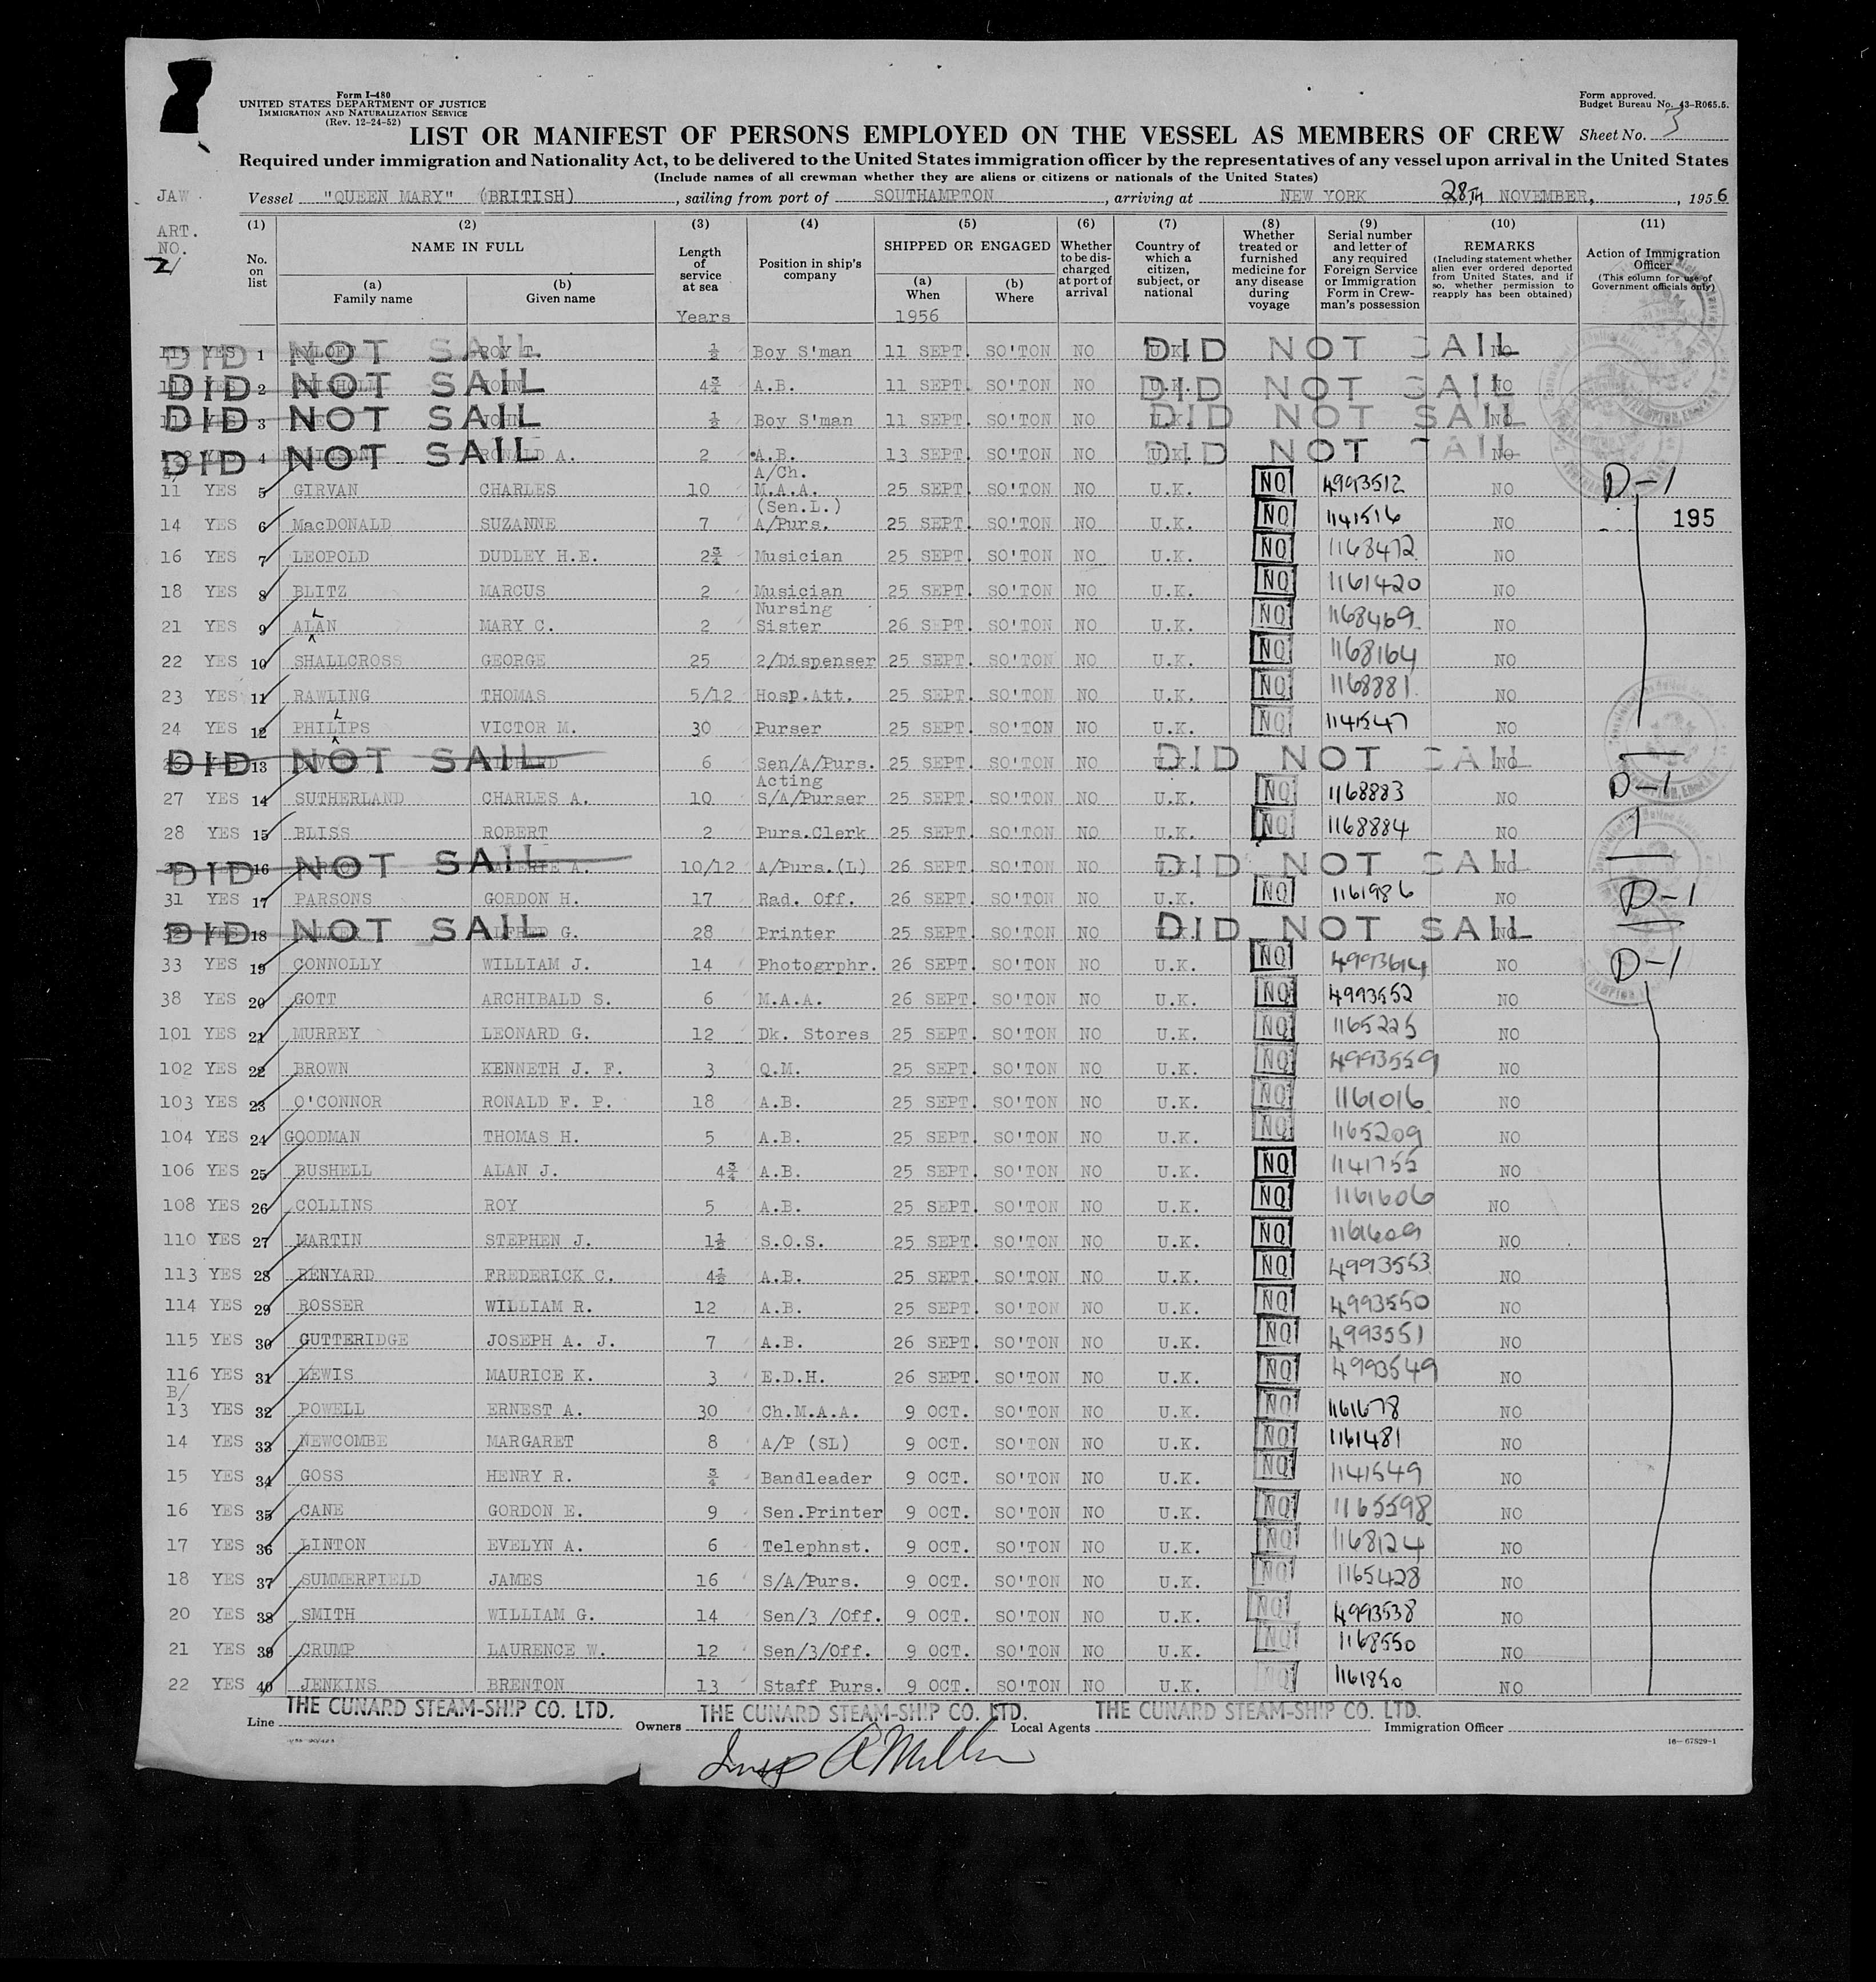 Form I-480
UNITED STATES DEPARTMENT OF JUSTICE
IMMIGRATION AND NATURALIZATION SERVICE
(Rev. 12-24-52)
Form approved.
Budget Bureau No. 43-R065.5.
LIST OR MANIFEST OF PERSONS EMPLOYED ON THE VESSEL AS MEMBERS OF CREW Sheet No. 3
Required under immigration and Nationality Act, to be delivered to the United States immigration officer by the representatives of any vessel upon arrival in the United States
(Include names of all crewman whether they are aliens or citizens or nationals of the United States)
JAW Vessel "QUEEN MARY" (BRITISH), sailing from port of SOUTHAMPTON, arriving at NEW YORK 28TH NOVEMBER, 1956
ART. NO. 21
(1) No. on list
(2) NAME IN FULL (a) Family name (b) Given name
(3) Length of service at sea Years
(4) Position in ship's company
(5) SHIPPED OR ENGAGED (a) When 1956 (b) Where
(6) Whether to be discharged at port of arrival
(7) Country of which a citizen, subject, or national
(8) Whether treated or furnished medicine for any disease during voyage
(9) Serial number and letter of any required Foreign Service or Immigration Form in Crewman's possession
(10) REMARKS (Including statement whether alien ever ordered deported from United States, and if so, whether permission to reapply has been obtained)
(11) Action of Immigration Officer (This column for use of Government officials only)
YES 1 ROY T. ½ Boy S'man 11 SEPT. SO'TON NO U.K. NO DID NOT SAIL DID NOT SAIL
118 YES 2 JOHN 4¾ A.B. 11 SEPT. SO'TON NO U.K. NO DID NOT SAIL DID NOT SAIL
YES 3 JOHN ½ Boy S'man 11 SEPT. SO'TON NO U.K. NO DID NOT SAIL DID NOT SAIL
YES 4 RONALD A. 2 A.B. 13 SEPT. SO'TON NO U.K. NO DID NOT SAIL DID NOT SAIL
11 YES 5 GIRVAN CHARLES 10 A/Ch. M.A.A. 25 SEPT. SO'TON NO U.K. NO 4993512 NO D-1
14 YES 6 MacDONALD SUZANNE 7 (Sen.L.) A/Purs. 25 SEPT. SO'TON NO U.K. NO 1141516 NO 195
16 YES 7 LEOPOLD DUDLEY H.E. 2¾ Musician 25 SEPT. SO'TON NO U.K. NO 1168472 NO
18 YES 8 BLITZ MARCUS 2 Musician 25 SEPT. SO'TON NO U.K. NO 1161420 NO
21 YES 9 ALLAN MARY C. 2 Nursing Sister 26 SEPT. SO'TON NO U.K. NO 1168469 NO
22 YES 10 SHALLCROSS GEORGE 25 2/Dispenser 25 SEPT. SO'TON NO U.K. NO 1168164 NO
23 YES 11 RAWLING THOMAS 5/12 Hosp.Att. 25 SEPT. SO'TON NO U.K. NO 1168881 NO
24 YES 12 PHILLIPS VICTOR M. 30 Purser 25 SEPT. SO'TON NO U.K. NO 1141547 NO
YES 13 RICHARD 6 Sen/A/Purs. 25 SEPT. SO'TON NO U.K. NO DID NOT SAIL DID NOT SAIL
27 YES 14 SUTHERLAND CHARLES A. 10 Acting S/A/Purser 25 SEPT. SO'TON NO U.K. NO 1168883 NO D-1
28 YES 15 BLISS ROBERT 2 Purs.Clerk 25 SEPT. SO'TON NO U.K. NO 1168884 NO
16 VALERIE A. 10/12 A/Purs.(L) 26 SEPT. SO'TON NO U.K. NO DID NOT SAIL DID NOT SAIL
31 YES 17 PARSONS GORDON H. 17 Rad. Off. 26 SEPT. SO'TON NO U.K. NO 1161986 NO D-1
YES 18 ALFRED G. 28 Printer 25 SEPT. SO'TON NO U.K. NO DID NOT SAIL DID NOT SAIL
33 YES 19 CONNOLLY WILLIAM J. 14 Photogrphr. 26 SEPT. SO'TON NO U.K. NO 4993614 NO D-1
38 YES 20 GOTT ARCHIBALD S. 6 M.A.A. 26 SEPT. SO'TON NO U.K. NO 4993552 NO
101 YES 21 MURREY LEONARD G. 12 Dk. Stores 25 SEPT. SO'TON NO U.K. NO 1165225 NO
102 YES 22 BROWN KENNETH J. F. 3 Q.M. 25 SEPT. SO'TON NO U.K. NO 4993559 NO
103 YES 23 O'CONNOR RONALD F. P. 18 A.B. 25 SEPT. SO'TON NO U.K. NO 1161016 NO
104 YES 24 GOODMAN THOMAS H. 5 A.B. 25 SEPT. SO'TON NO U.K. NO 1165209 NO
106 YES 25 BUSHELL ALAN J. 4¾ A.B. 25 SEPT. SO'TON NO U.K. NO 1141755 NO
108 YES 26 COLLINS ROY 5 A.B. 25 SEPT. SO'TON NO U.K. NO 1161606 NO
110 YES 27 MARTIN STEPHEN J. 1½ S.O.S. 25 SEPT. SO'TON NO U.K. NO 1161609 NO
113 YES 28 RENYARD FREDERICK C. 4½ A.B. 25 SEPT. SO'TON NO U.K. NO 4993553 NO
114 YES 29 ROSSER WILLIAM R. 12 A.B. 25 SEPT. SO'TON NO U.K. NO 4993550 NO
115 YES 30 GUTTERIDGE JOSEPH A. J. 7 A.B. 26 SEPT. SO'TON NO U.K. NO 4993551 NO
116 YES 31 LEWIS MAURICE K. 3 E.D.H. 26 SEPT. SO'TON NO U.K. NO 4993549 NO
B/
13 YES 32 POWELL ERNEST A. 30 Ch.M.A.A. 9 OCT. SO'TON NO U.K. NO 1161678 NO
14 YES 33 NEWCOMBE MARGARET 8 A/P (SL) 9 OCT. SO'TON NO U.K. NO 1161481 NO
15 YES 34 GOSS HENRY R. ¾ Bandleader 9 OCT. SO'TON NO U.K. NO 1141549 NO
16 YES 35 CANE GORDON E. 9 Sen.Printer 9 OCT. SO'TON NO U.K. NO 1165598 NO
17 YES 36 LINTON EVELYN A. 6 Telephnst. 9 OCT. SO'TON NO U.K. NO 1168124 NO
18 YES 37 SUMMERFIELD JAMES 16 S/A/Purs. 9 OCT. SO'TON NO U.K. NO 1165428 NO
20 YES 38 SMITH WILLIAM G. 14 Sen/3 /Off. 9 OCT. SO'TON NO U.K. NO 4993538 NO
21 YES 39 CRUMP LAURENCE W. 12 Sen/3/Off. 9 OCT. SO'TON NO U.K. NO 1168550 NO
22 YES 40 JENKINS BRENTON 13 Staff Purs. 9 OCT. SO'TON NO U.K. NO 1161850 NO
Line THE CUNARD STEAM-SHIP CO. LTD. Owners THE CUNARD STEAM-SHIP CO. LTD. Local Agents THE CUNARD STEAM-SHIP CO. LTD. Immigration Officer
16-67829-1